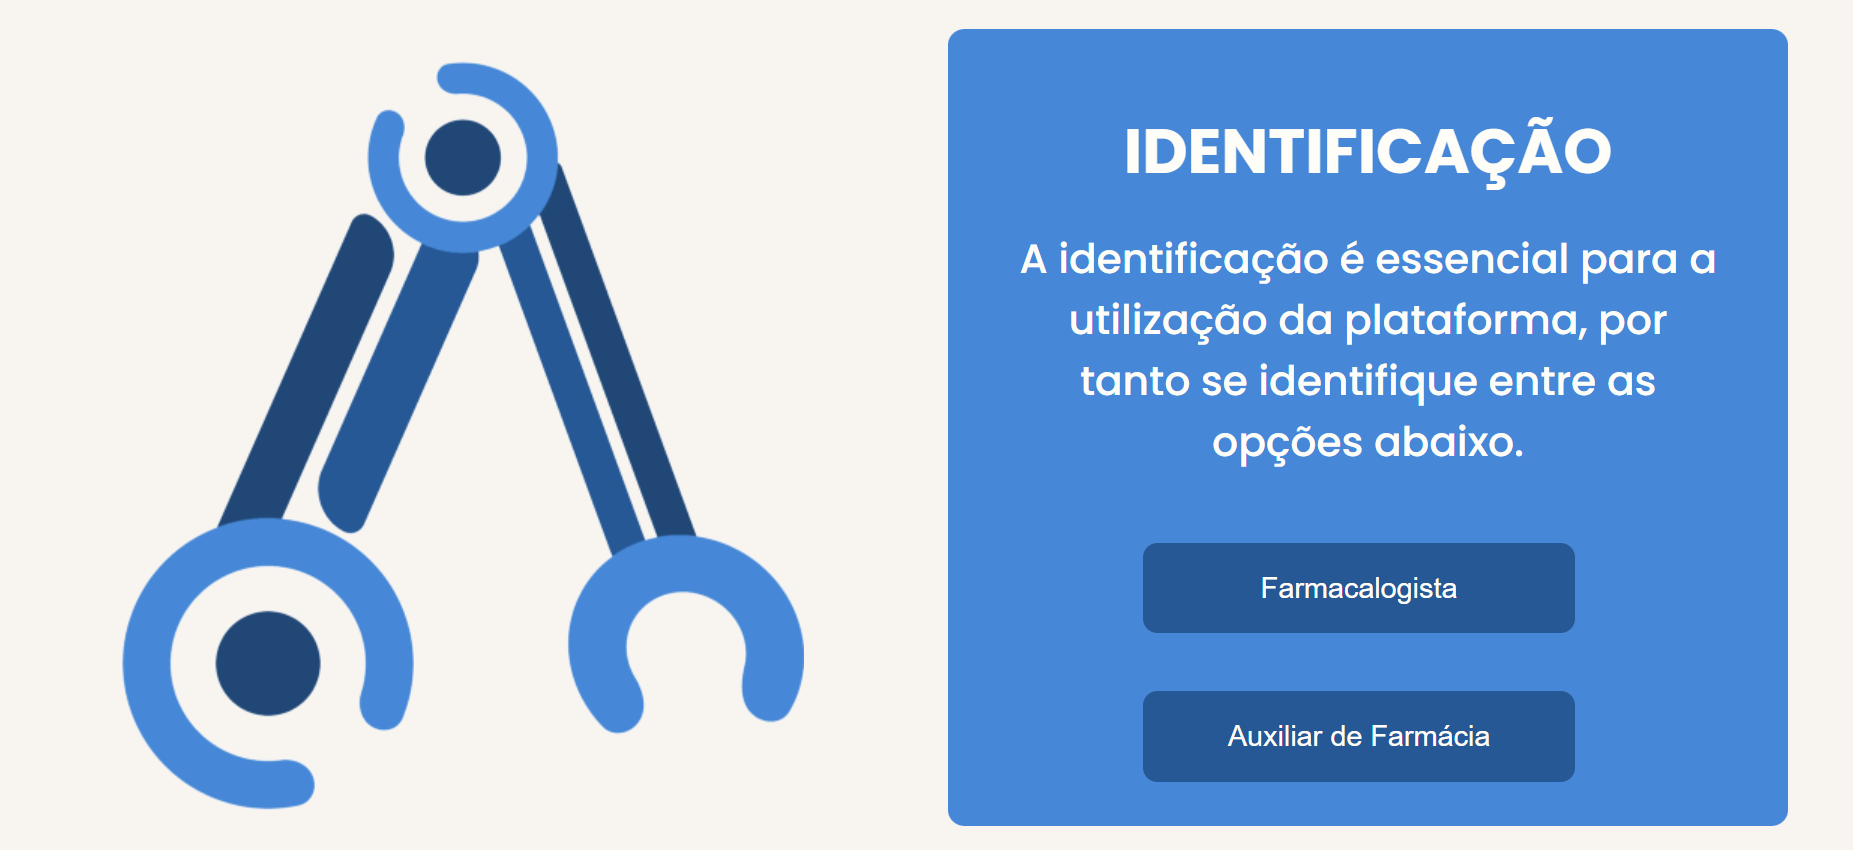 IDENTIFICAÇÃO
A identificação é essencial para a
utilização da plataforma, por
tanto se identifique entre as
opções abaixo.
Farmacalogista
Auxiliar de Farmácia